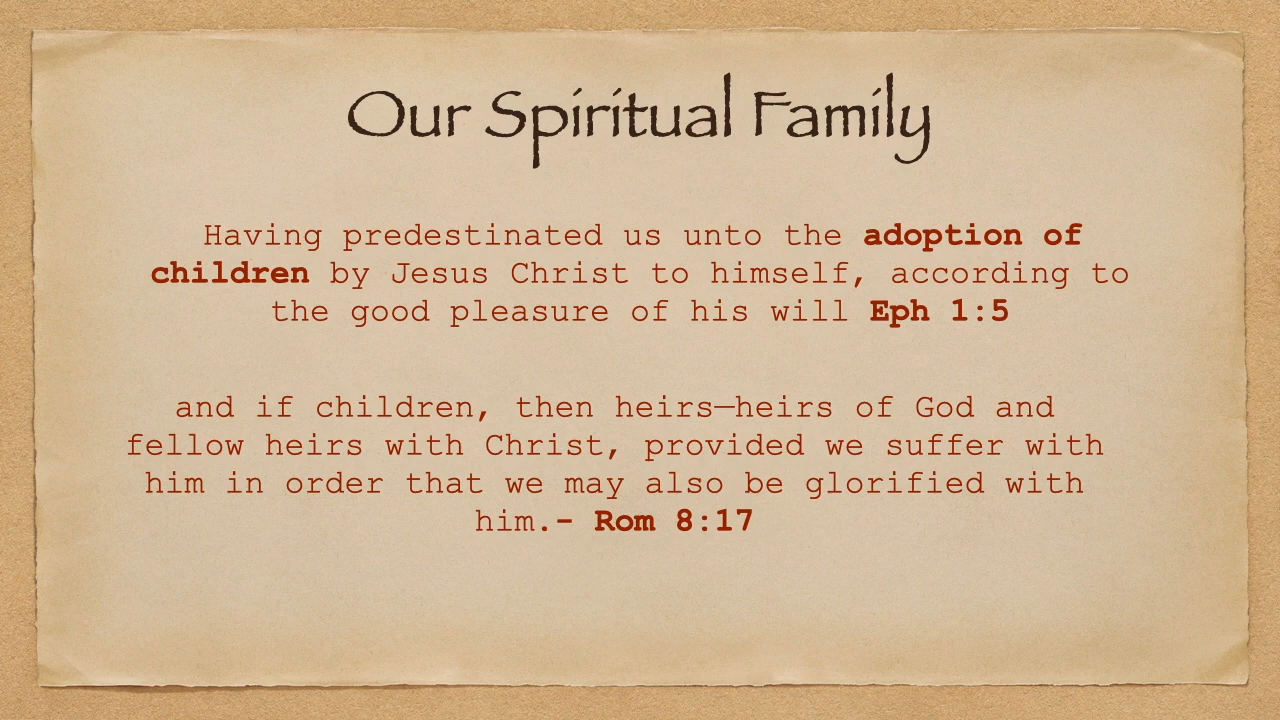 Our Spiritual Family
Having predestinated us unto the adoption of
children by Jesus Christ to himself, according to
the good pleasure of his will Eph 1:5
and if children, then heirs—heirs of God and
fellow heirs with Christ, provided we suffer with
him in order that we may also be glorified with
him.- Rom 8:17